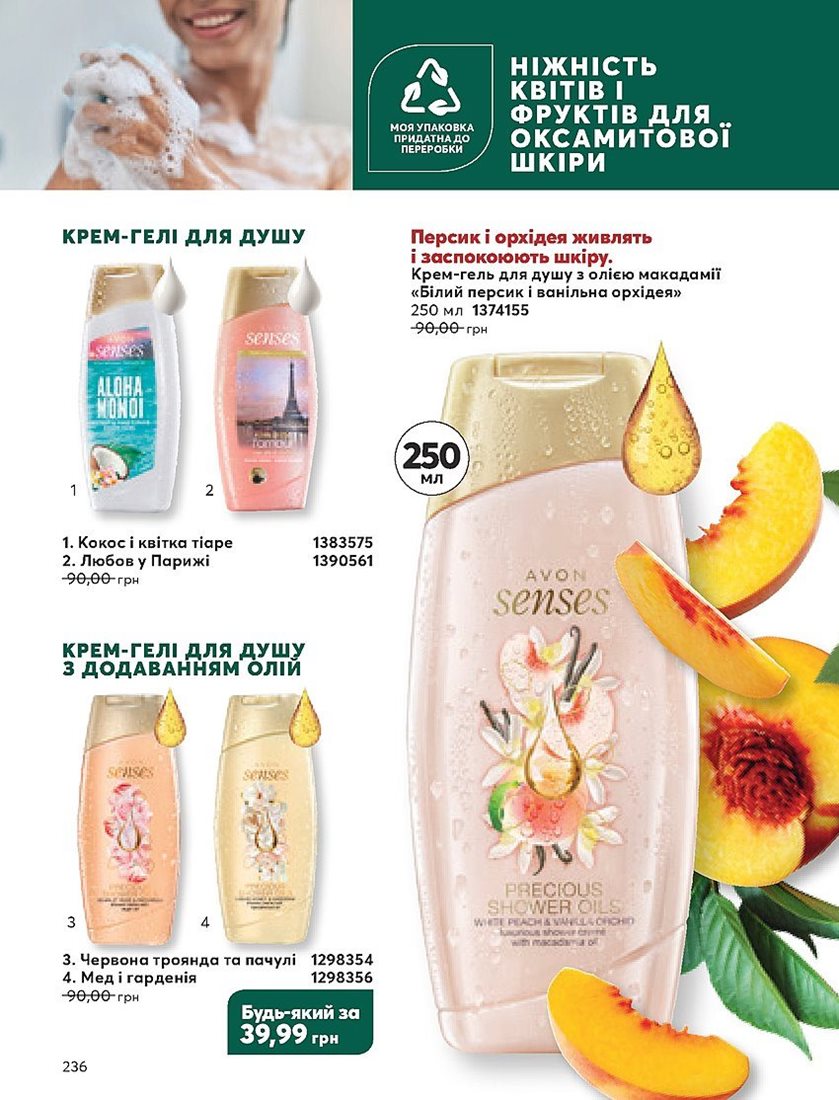 МОЯ УПАКОВКА
ПРИДАТНА ДО
ПЕРЕРОБКИ
НІЖНІСТЬ
КВІТІВ І
ФРУКТІВ ДЛЯ
ОКСАМИТОВОЇ
ШКІРИ
КРЕМ-ГЕЛІ ДЛЯ ДУШУ
AVON
senses
ALOHA
MONOI
1
AVON
senses
2
1. Кокос і квітка тіаре 1383575
2. Любов у Парижі 1390561
90,00 грн
КРЕМ-ГЕЛІ ДЛЯ ДУШУ
З ДОДАВАННЯМ ОЛІЙ
senses
3
senses
4
3. Червона троянда та пачулі 1298354
4. Мед і гарденія 1298356
90,00 грн
Будь-який за
39,99 грн
Персик і орхідея живлять
і заспокоюють шкіру.
Крем-гель для душу з олією макадамії
«Білий персик і ванільна орхідея»
250 мл 1374155
90,00 грн
250
МЛ
AVON
senses
PRECIOUS
SHOWER OILS
WHITE PEACH & VANILLA ORCHID
luxurious shower crème
with macadamia oil
236